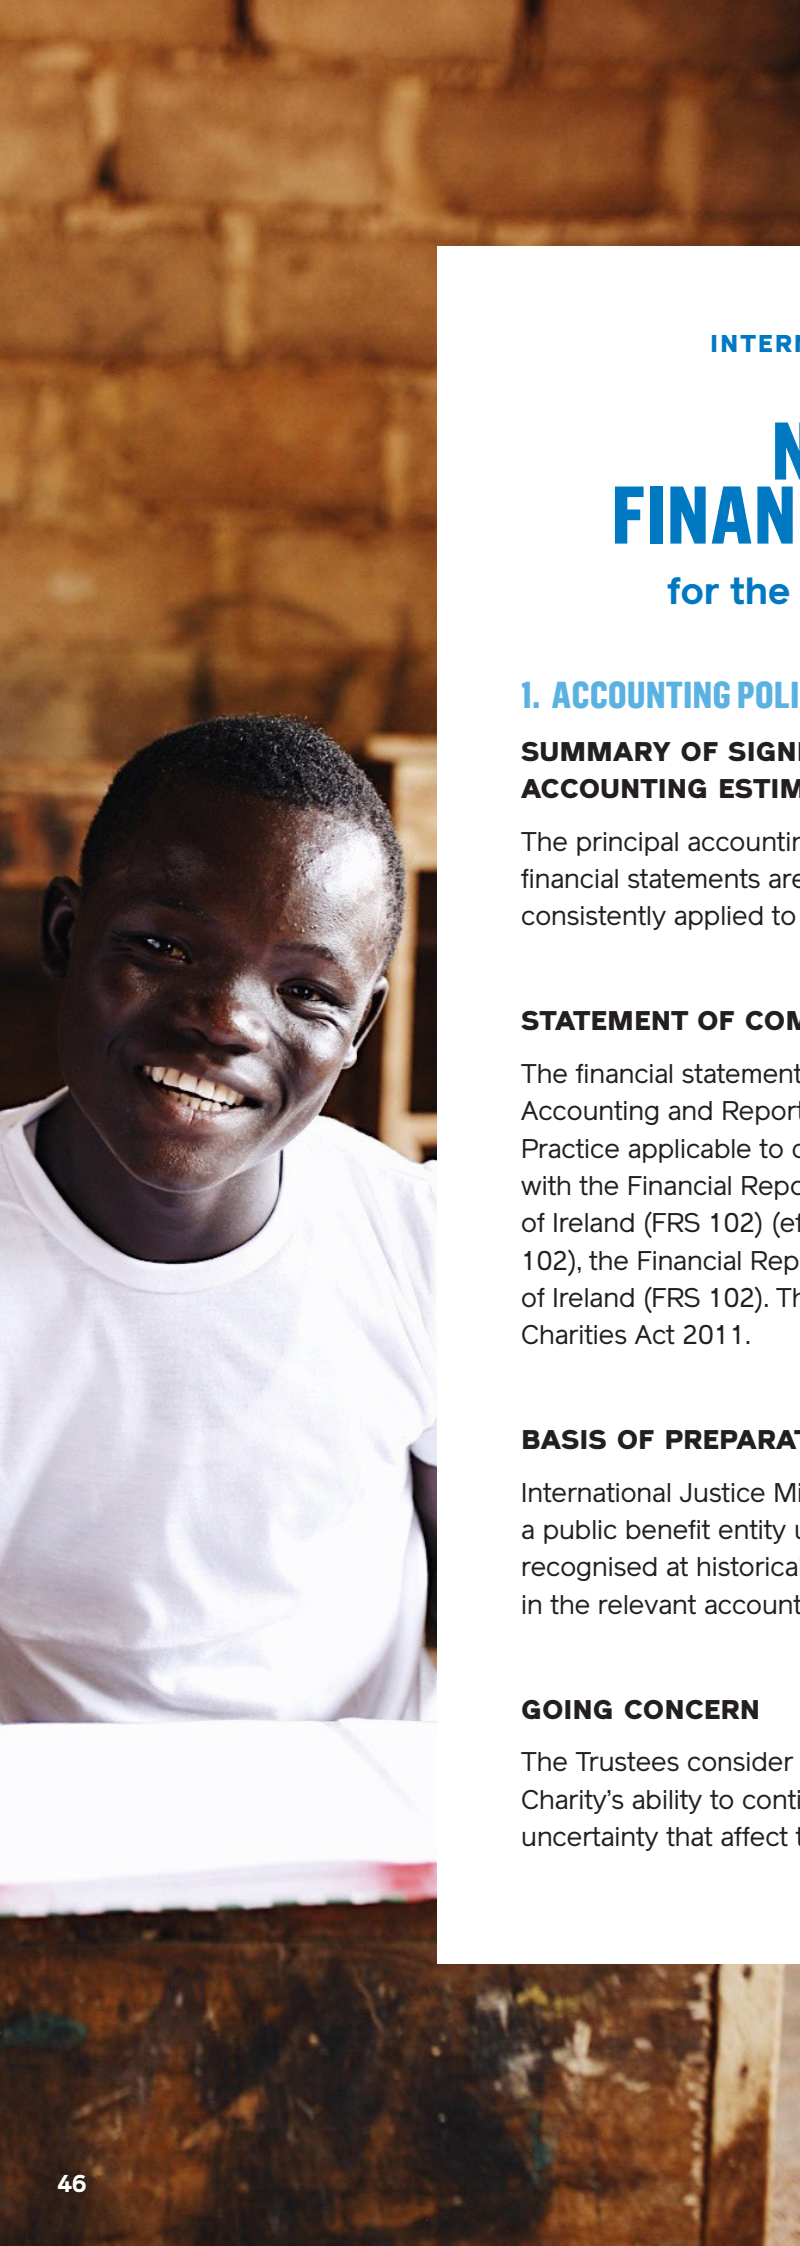 INTERN
N
FINAN
for the
1. ACCOUNTING POLI
SUMMARY OF SIGNI
ACCOUNTING ESTIM
The principal accountin
financial statements are
consistently applied to
STATEMENT OF COM
The financial statement
Accounting and Report
Practice applicable to c
with the Financial Repo
of Ireland (FRS 102) (ef
102), the Financial Rep
of Ireland (FRS 102). Th
Charities Act 2011.
BASIS OF PREPARAT
International Justice Mi
a public benefit entity u
recognised at historical
in the relevant account
GOING CONCERN
The Trustees consider
Charity’s ability to conti
uncertainty that affect t
46